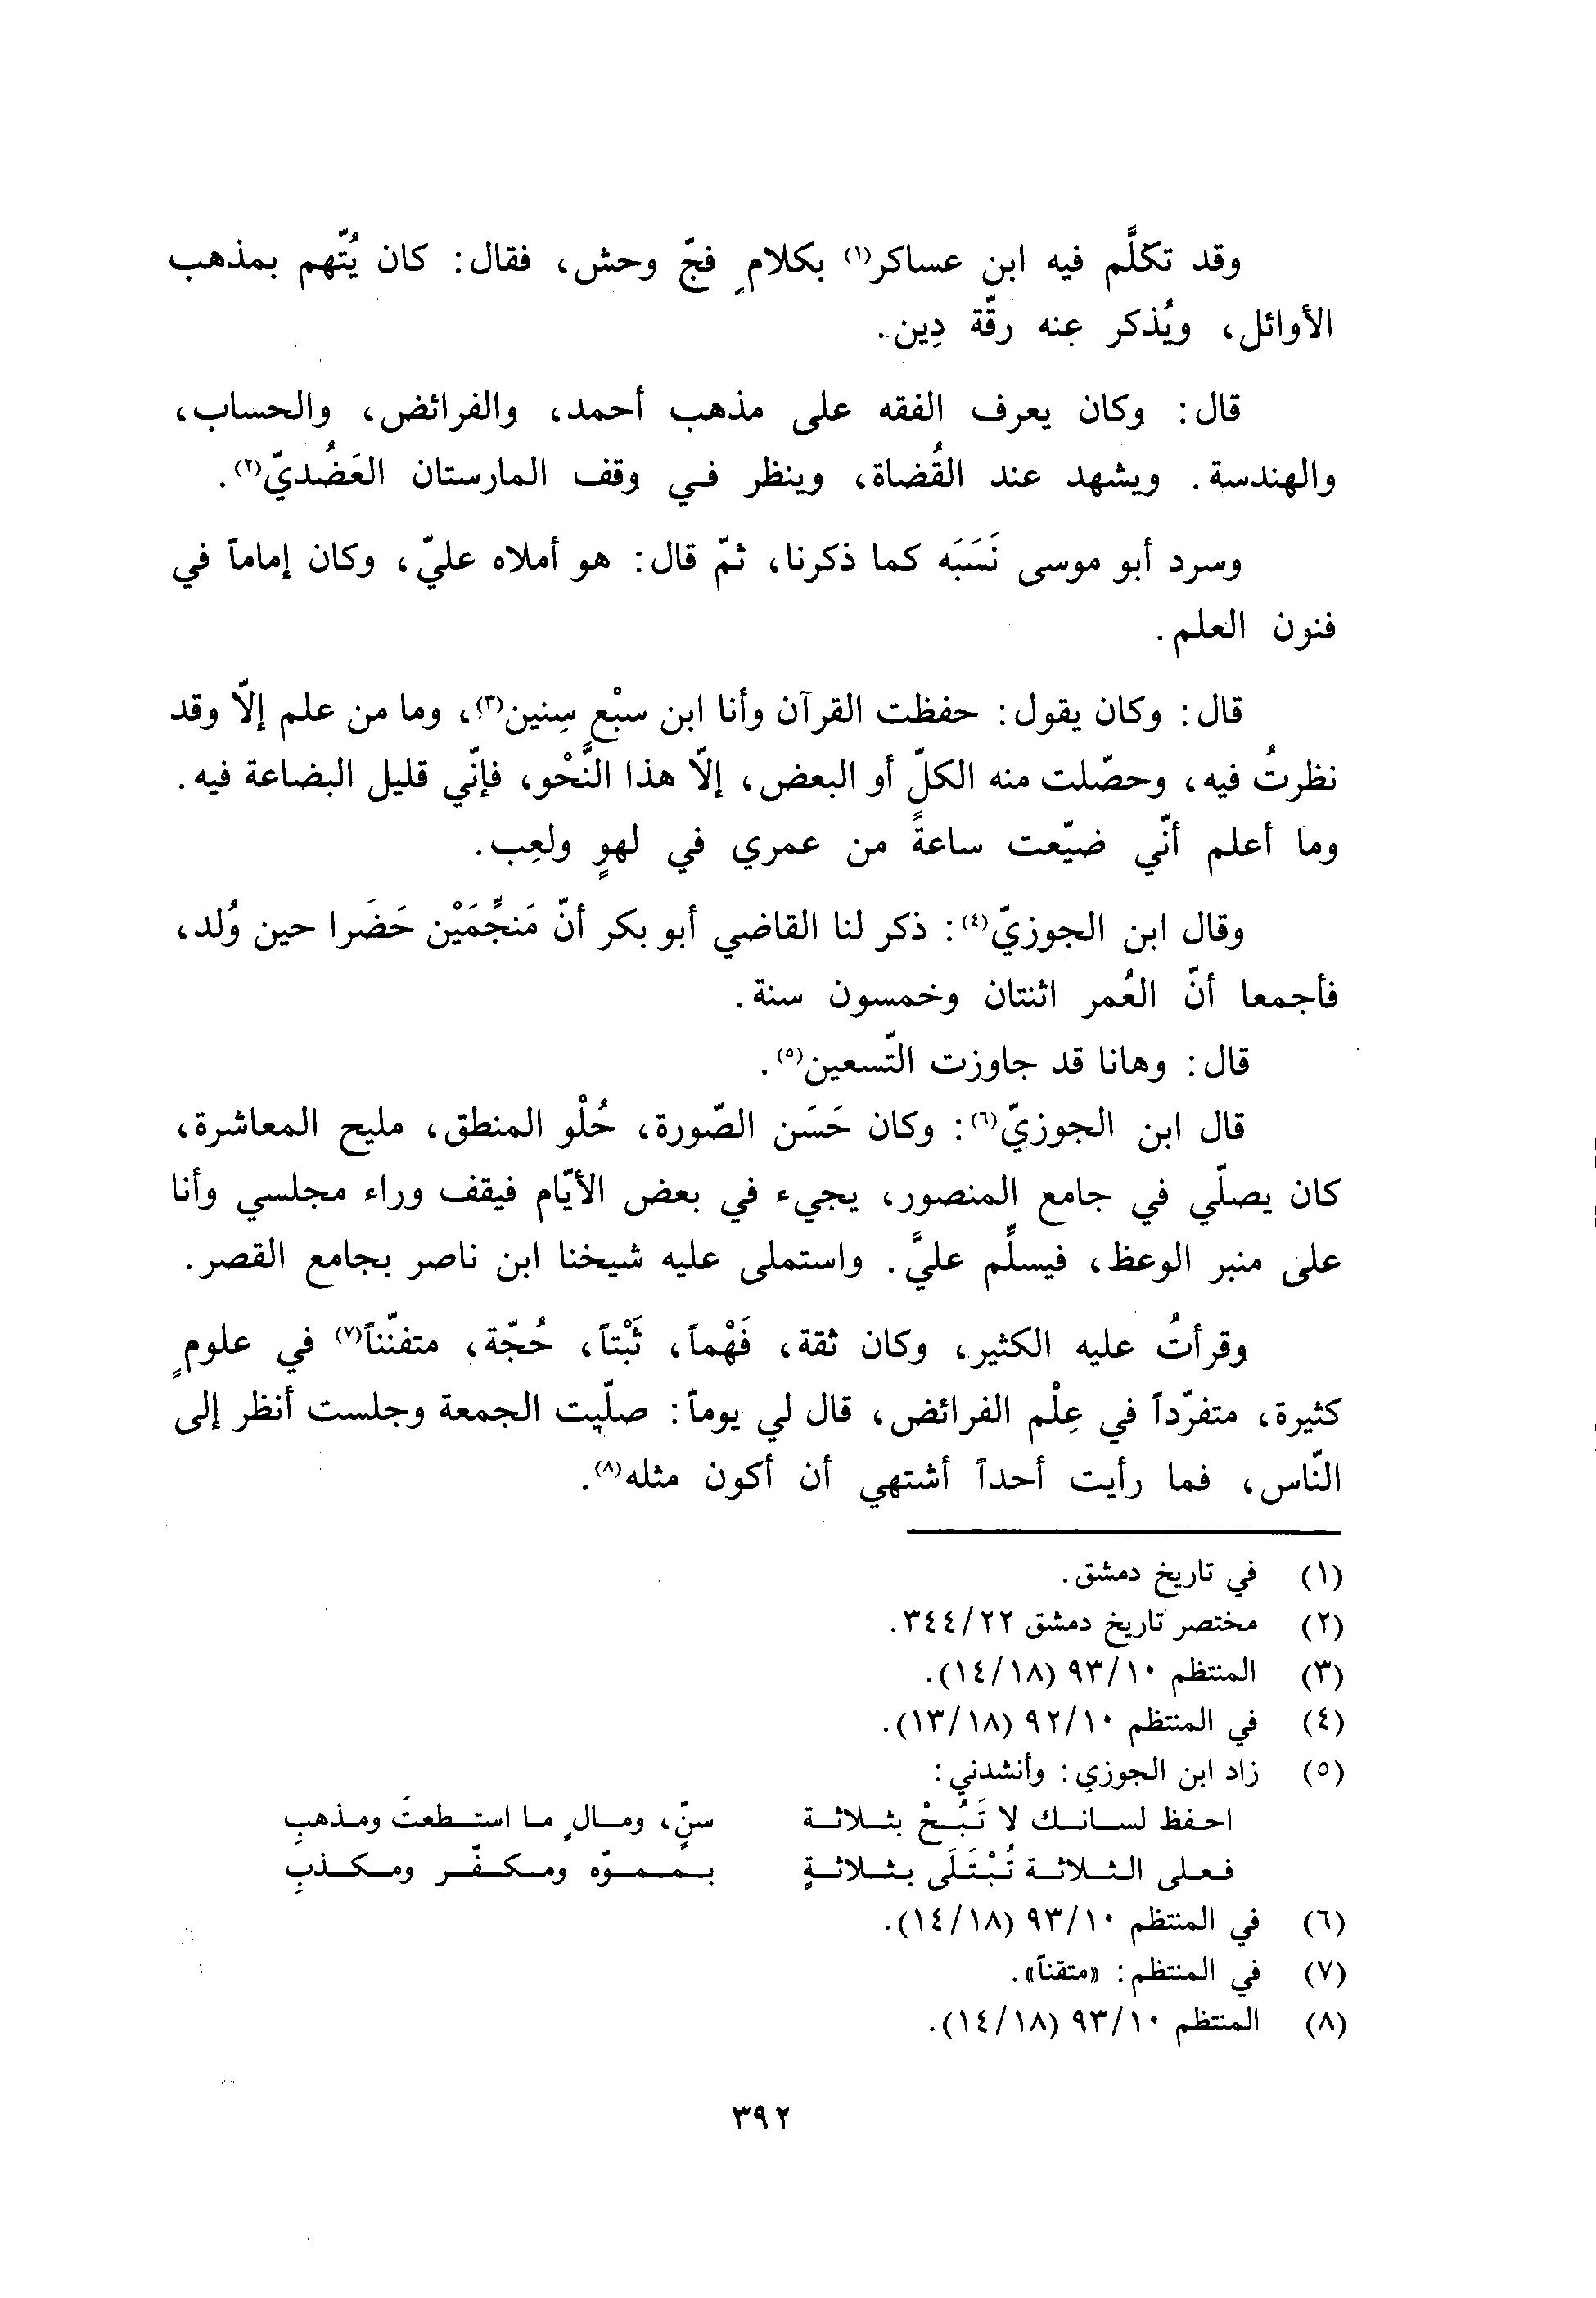 وقد تكلَّم فيه ابن عساكر(١) بكلامٍ فجّ وحش، فقال: كان يُتّهم بمذهب
الأوائل، ويُذكر عنه رقّة دِين.
قال: وكان يعرف الفقه على مذهب أحمد، والفرائض، والحساب،
والهندسة. ويشهد عند القُضاة، وينظر في وقف المارستان العَضُديّ(٢).
وسرد أبو موسى نَسَبَه كما ذكرنا، ثمّ قال: هو أملاه عليّ، وكان إماماً في
فنون العلم.
قال: وكان يقول: حفظت القرآن وأنا ابن سبْعٍ سِنين(٣)، وما من علم إلّا وقد
نظرتُ فيه، وحصّلت منه الكلّ أو البعض، إلّا هذا النَّحْو، فإنّي قليل البضاعة فيه.
وما أعلم أنّي ضيّعت ساعةً من عمري في لهوٍ ولعِب.
وقال ابن الجوزيّ(٤): ذكر لنا القاضي أبو بكر أنّ مَنجِّمَيْن حَضَرا حين وُلد،
فأجمعا أنّ العُمر اثنتان وخمسون سنة.
قال: وهانا قد جاوزت التّسعين(٥).
قال ابن الجوزيّ(٦): وكان حَسَن الصّورة، حُلْو المنطق، مليح المعاشرة،
كان يصلّي في جامع المنصور، يجيء في بعض الأيّام فيقف وراء مجلسي وأنا
على منبر الوعظ، فيسلِّم عليَّ. واستملى عليه شيخنا ابن ناصر بجامع القصر.
وقرأتُ عليه الكثير، وكان ثقة، فَهْماً، ثَبْتاً، حُجّة، متفنّناً(٧) في علومٍ
كثيرة، متفرّداً في عِلْم الفرائض، قال لي يوماً: صلّيت الجمعة وجلست أنظر إلى
النّاس، فما رأيت أحداً أشتهي أن أكون مثله(٨).
(١) في تاريخ دمشق.
(٢) مختصر تاريخ دمشق ٢٢/٣٤٤.
(٣) المنتظم ١٠/٩٣ (١٨/١٤).
(٤) في المنتظم ١٠/٩٢ (١٨/١٣).
(٥) زاد ابن الجوزي: وأنشدني:
احفظ لسانك لا تَبُحْ بثلاثة سنٍّ، ومالٍ ما استطعتَ ومذهبِ
فعلى الثلاثة تُبْتَلَى بثلاثةٍ بمموّه ومكفّر ومكذبِ
(٦) في المنتظم ١٠/٩٣ (١٨/١٤).
(٧) في المنتظم: «متقناً».
(٨) المنتظم ١٠/٩٣ (١٨/١٤).
٣٩٢